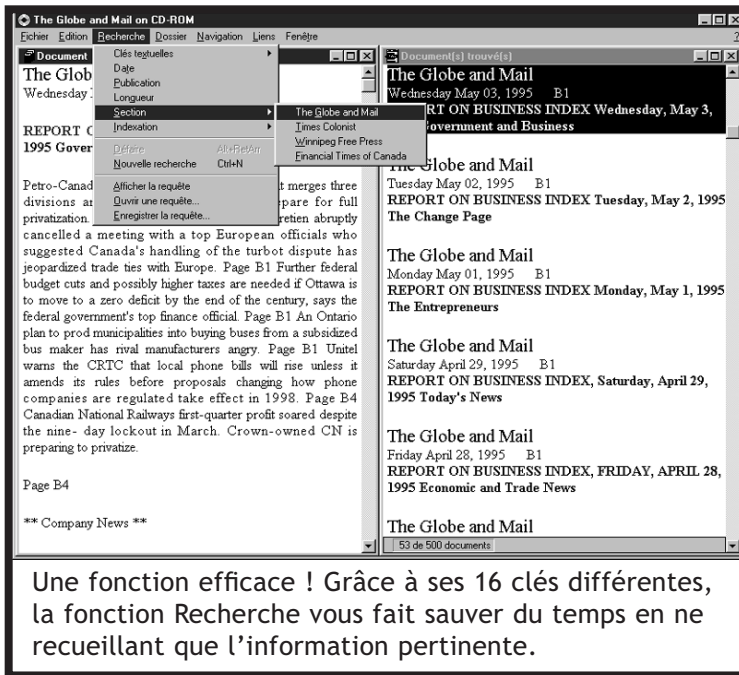 The Globe and Mail on CD-ROM
Fichier Edition Recherche Dossier Navigation Liens Fenêtre ?
Document
The Glob
Wednesday
REPORT
1995 Gover
Petro-Canad
divisions
privatization.
cancelled a meeting with a top European officials who
suggested Canada's handling of the turbot dispute has
jeopardized trade ties with Europe. Page B1 Further federal
budget cuts and possibly higher taxes are needed if Ottawa is
to move to a zero deficit by the end of the century, says the
federal government's top finance official. Page B1 An Ontario
plan to prod municipalities into buying buses from a subsidized
bus maker has rival manufacturers angry. Page B1 Unitel
warns the CRTC that local phone bills will rise unless it
amends its rules before proposals changing how phone
companies are regulated take effect in 1998. Page B4
Canadian National Railways first-quarter profit soared despite
the nine- day lockout in March. Crown-owned CN is
preparing to privatize.
Page B4
** Company News **
Clés textuelles
Date
Publication
Longueur
Section
Indexation
Défaire Alt+RetArr
Nouvelle recherche Ctrl+N
Afficher la requête
Ouvrir une requête...
Enregistrer la requête...
t merges three
epare for full
retien abruptly
The Globe and Mail
Times Colonist
Winnipeg Free Press
Financial Times of Canada
Document(s) trouvé(s)
The Globe and Mail
Wednesday May 03, 1995 B1
ORT ON BUSINESS INDEX Wednesday, May 3,
overnment and Business
The Globe and Mail
Tuesday May 02, 1995 B1
REPORT ON BUSINESS INDEX Tuesday, May 2, 1995
The Change Page
The Globe and Mail
Monday May 01, 1995 B1
REPORT ON BUSINESS INDEX Monday, May 1, 1995
The Entrepreneurs
The Globe and Mail
Saturday April 29, 1995 B1
REPORT ON BUSINESS INDEX, Saturday, April 29,
1995 Today's News
The Globe and Mail
Friday April 28, 1995 B1
REPORT ON BUSINESS INDEX, FRIDAY, APRIL 28,
1995 Economic and Trade News
The Globe and Mail
53 de 500 documents
Une fonction efficace ! Grâce à ses 16 clés différentes,
la fonction Recherche vous fait sauver du temps en ne
recueillant que l'information pertinente.